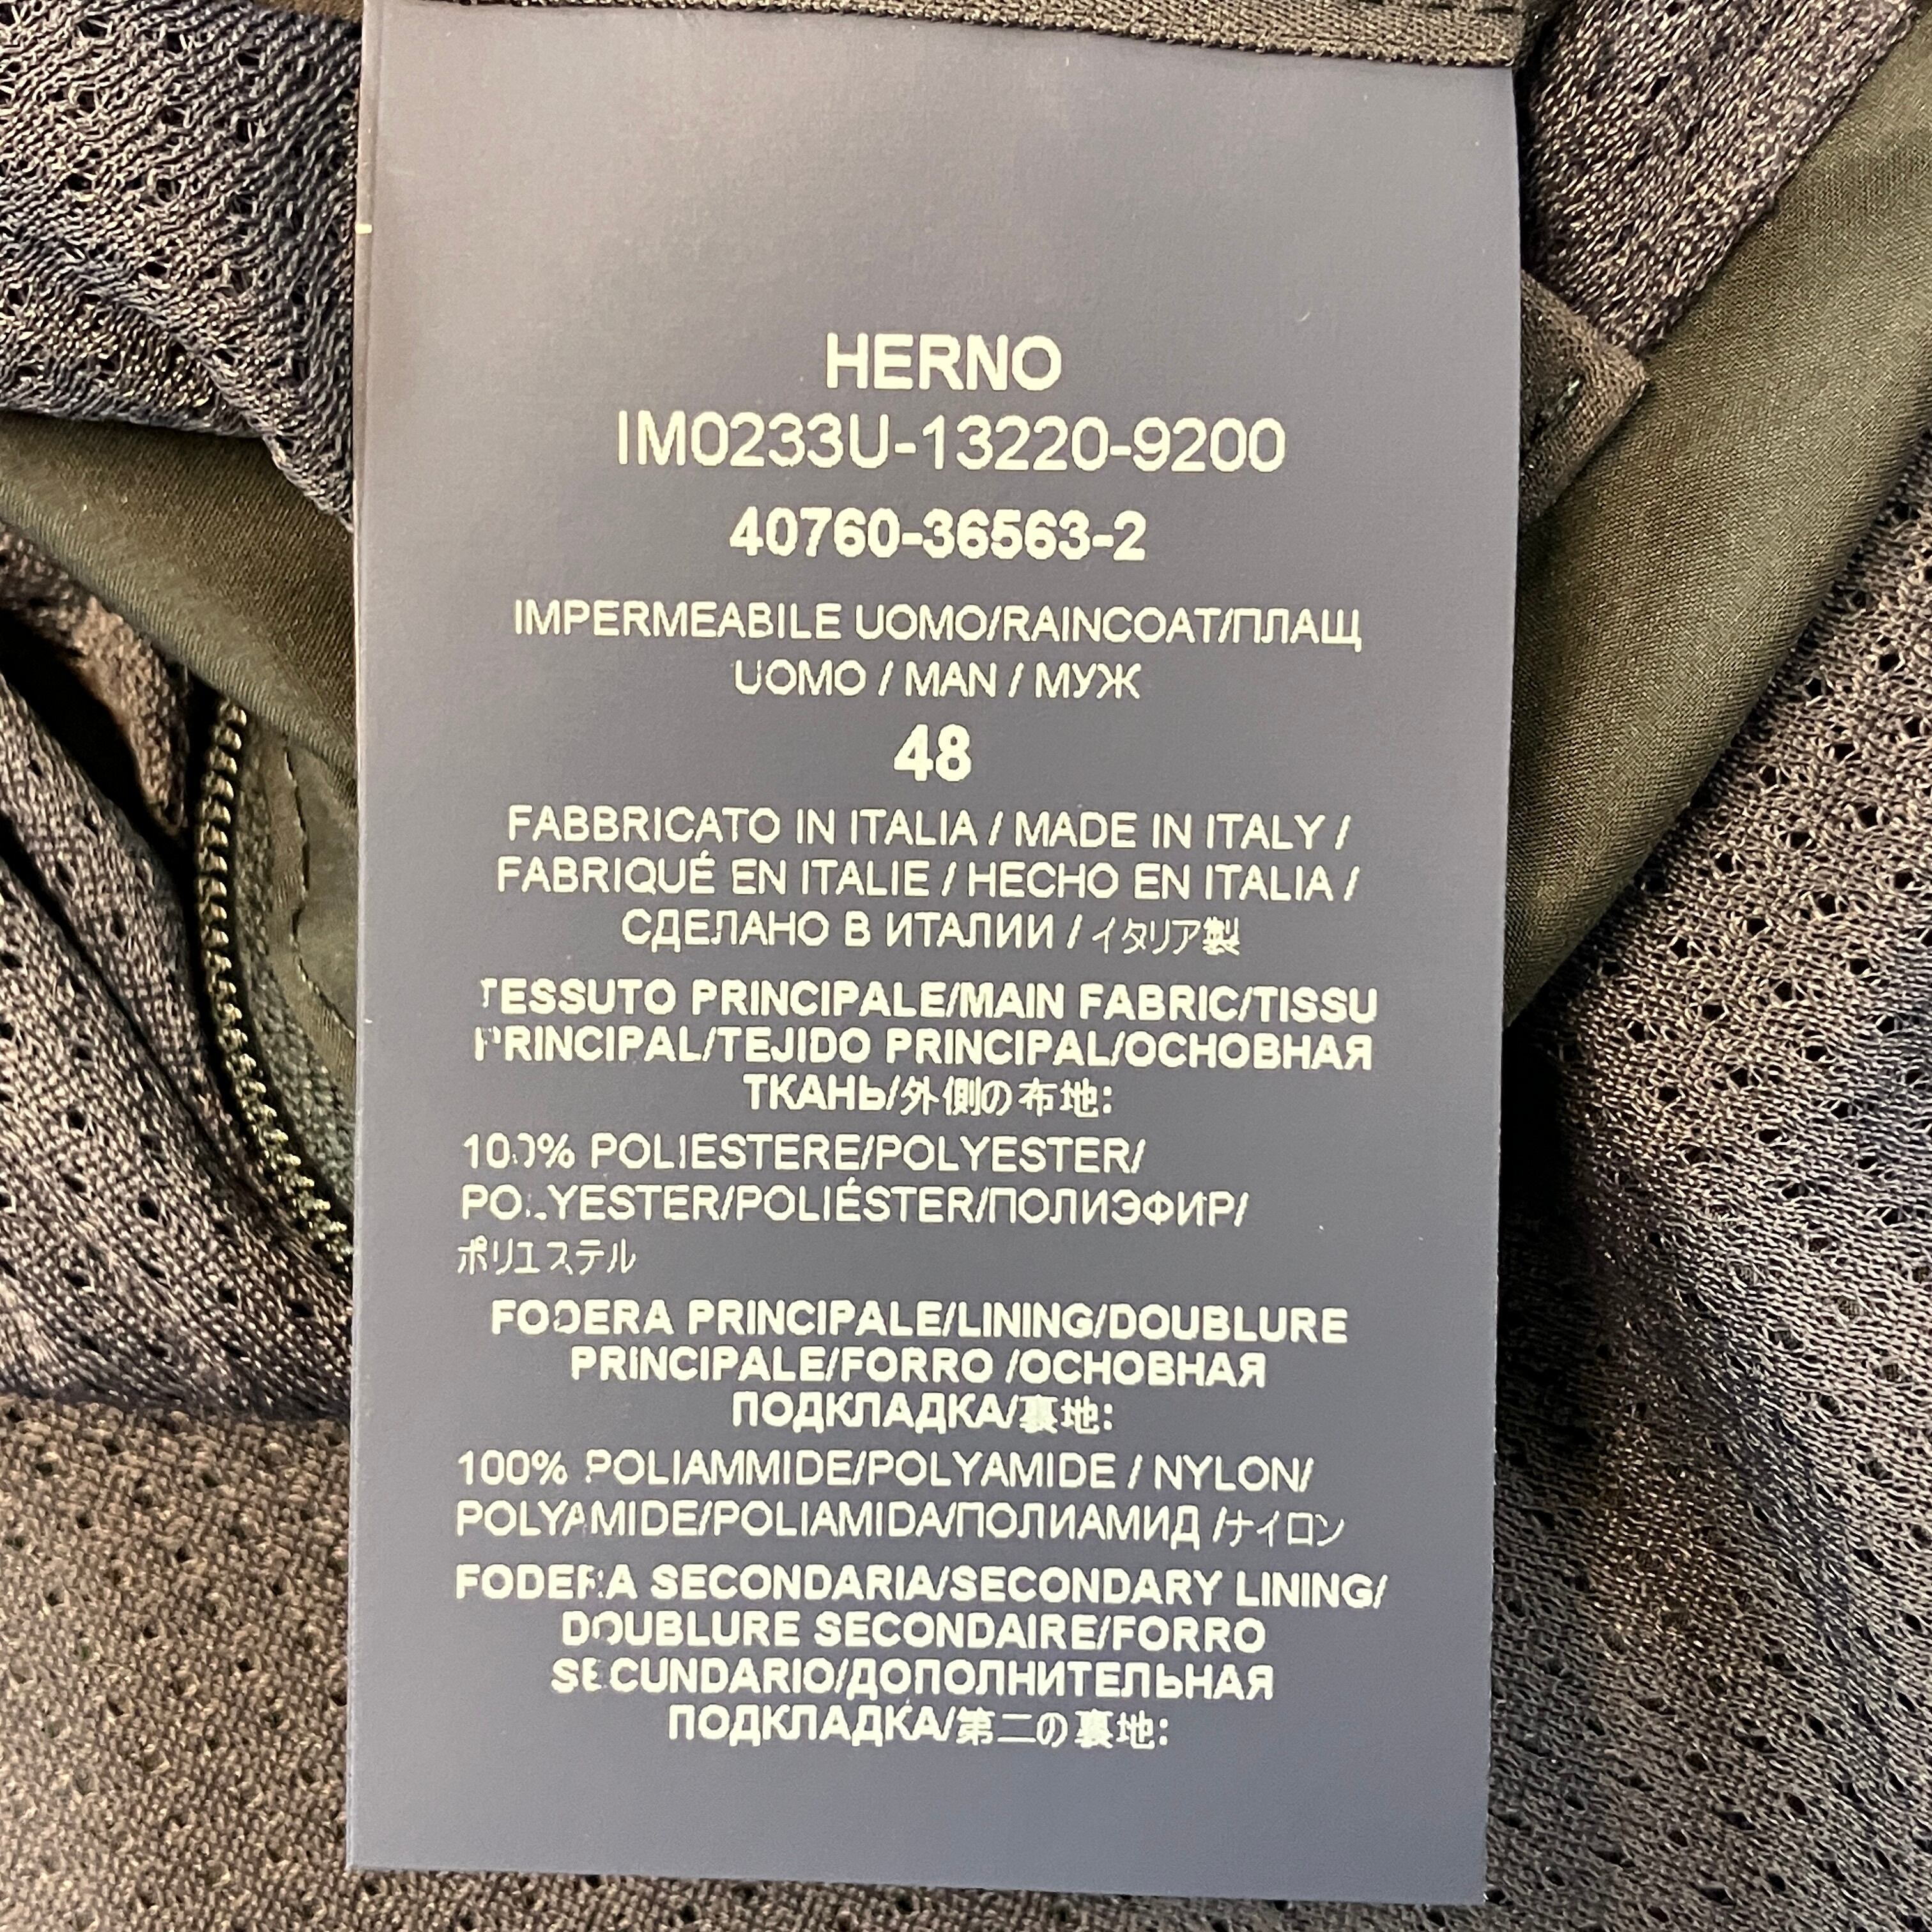 HERNO
IM0233U-13220-9200
40760-36563-2
IMPERMEABILE UOMO/RAINCOAT/ПЛАЩ
UOMO / MAN / МУЖ
48
FABBRICATO IN ITALIA / MADE IN ITALY /
FABRIQUÉ EN ITALIE / HECHO EN ITALIA /
СДЕЛАНО В ИТАЛИИ / イタリア製
TESSUTO PRINCIPALE/MAIN FABRIC/TISSU
PRINCIPAL/TEJIDO PRINCIPAL/ОСНОВНАЯ
ТКАНЬ/外側の布地:
100% POLIESTERE/POLYESTER/
POLYESTER/POLIÉSTER/ПОЛИЭФИР/
ポリエステル
FODERA PRINCIPALE/LINING/DOUBLURE
PRINCIPALE/FORRO /ОСНОВНАЯ
ПОДКЛАДКА/裏地:
100% POLIAMMIDE/POLYAMIDE / NYLON/
POLYAMIDE/POLIAMIDA/ПОЛИАМИД /ナイロン
FODERA SECONDARIA/SECONDARY LINING/
DOUBLURE SECONDAIRE/FORRO
SECUNDARIO/ДОПОЛНИТЕЛЬНАЯ
ПОДКЛАДКА/第二の裏地: